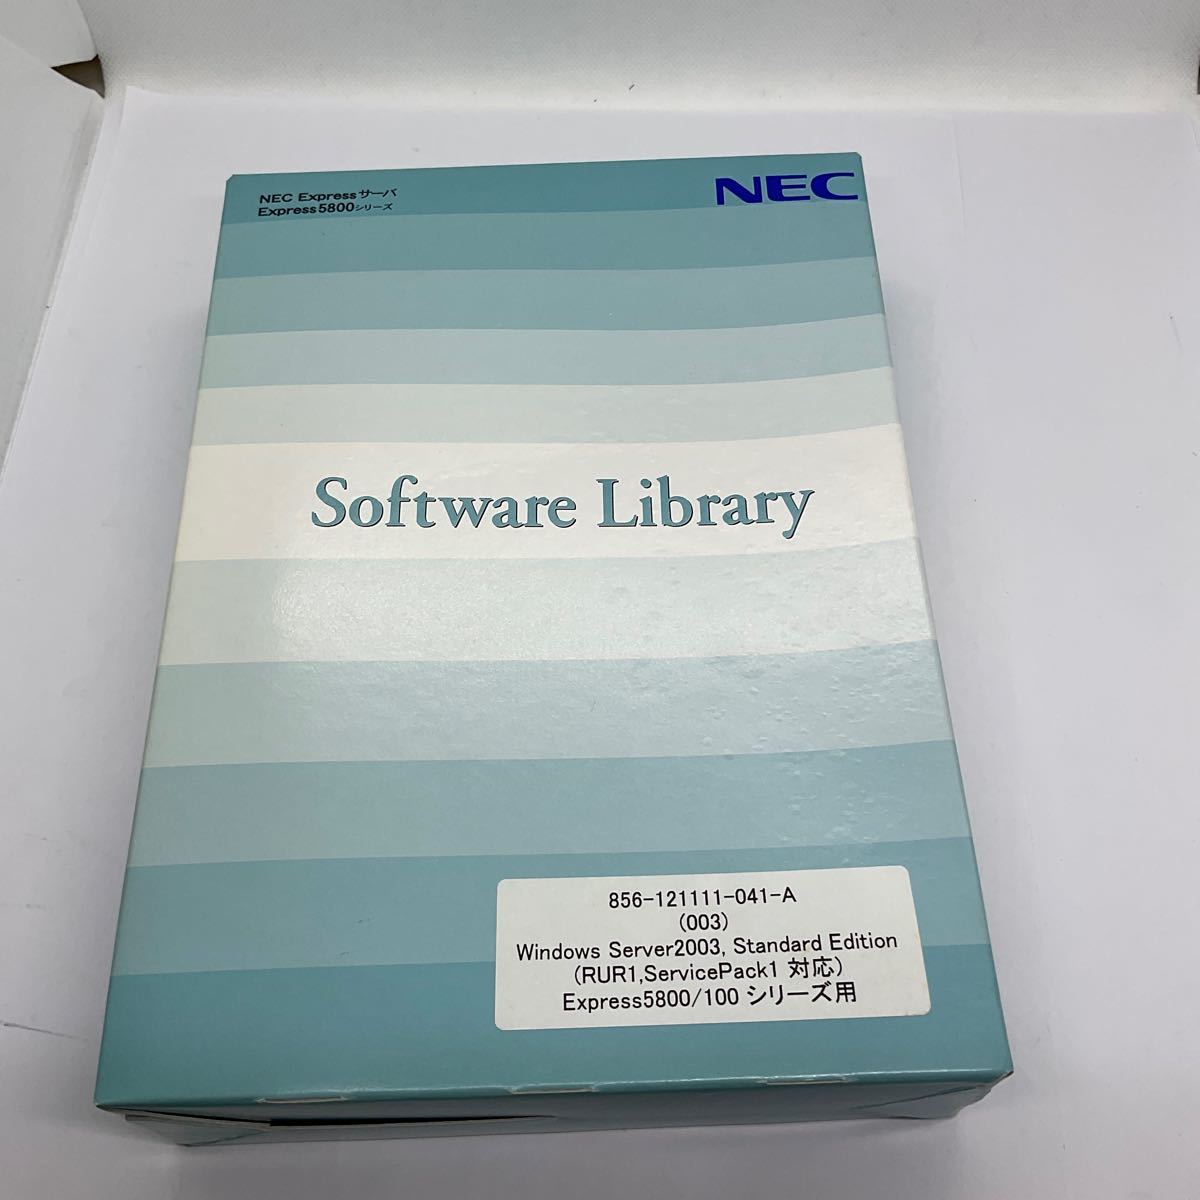 NEC Expressサーバ
Express5800シリーズ
NEC
Software Library
856-121111-041-A
(003)
Windows Server2003, Standard Edition
(RUR1,ServicePack1 対応)
Express5800/100 シリーズ用